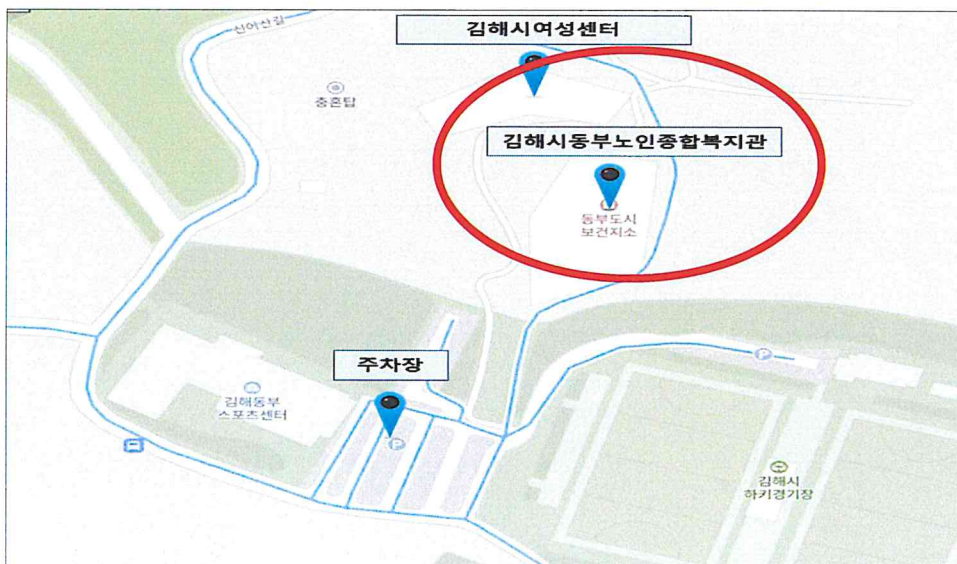 김해시여성센터
신어산길
충혼탑
김해시동부노인종합복지관
동부도시
보건지소
주차장
P
김해동부
스포츠센터
P
김해시
하키경기장